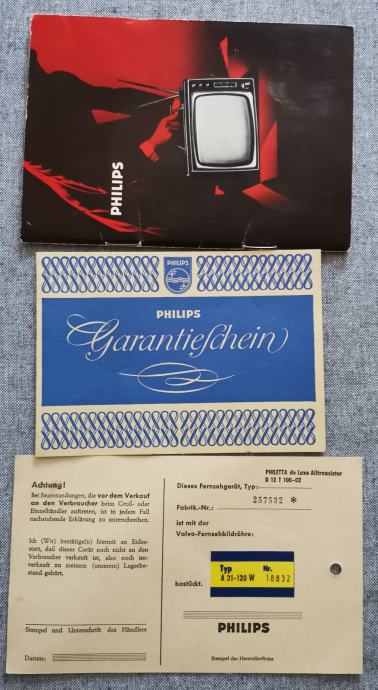 PHILIPS
PHILIPS
PHILIPS
Garantieſchein
Achtung!
Bei Beanstandungen, die vor dem Verkauf
an den Verbraucher beim Groß- oder
Einzelhändler auftreten, ist in jedem Fall
nachstehende Erklärung zu unterschreiben.
Ich (Wir) bestätige(n) hiermit an Eides-
statt, daß dieses Gerät noch nicht an den
Verbraucher verkauft ist, also noch un-
verkauft zu meinem (unserem) Lagerbe-
stand gehört.
Stempel und Unterschrift des Händlers
Datum:
PHILETTA de Luxe Alltransistor
D 12 T 100-02
Dieses Fernsehgerät, Typ:
257532 *
Fabrik.-Nr.:
ist mit der
Valvo-Fernsehbildröhre:
Typ Nr.
A 31-120 W 18832
bestückt.
PHILIPS
Stempel der Herstellerfirma